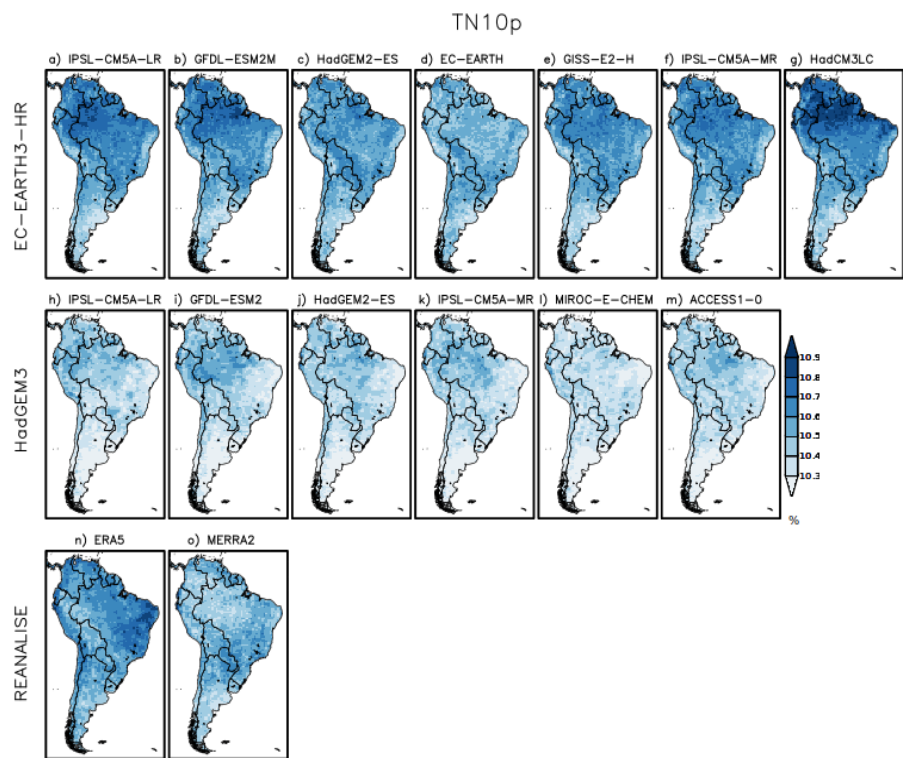 TN10p
a) IPSL-CM5A-LR b) GFDL-ESM2M c) HadGEM2-ES d) EC-EARTH e) GISS-E2-H f) IPSL-CM5A-MR g) HadCM3LC
EC-EARTH3-HR
h) IPSL-CM5A-LR i) GFDL-ESM2 j) HadGEM2-ES k) IPSL-CM5A-MR l) MIROC-E-CHEM m) ACCESS1-0
HadGEM3
10.9
10.8
10.7
10.6
10.5
10.4
10.3
%
n) ERA5 o) MERRA2
REANALISE